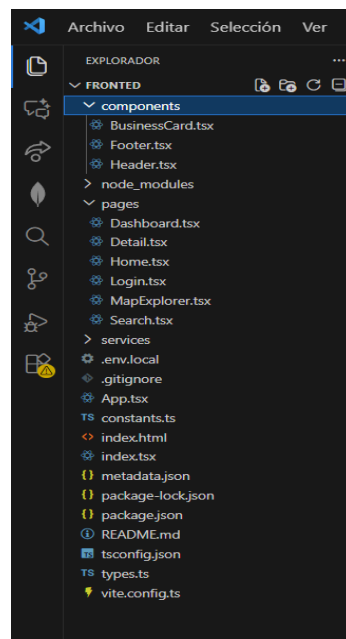 Archivo Editar Selección Ver
EXPLORADOR ...
FRONTED
components
BusinessCard.tsx
Footer.tsx
Header.tsx
node_modules
pages
Dashboard.tsx
Detail.tsx
Home.tsx
Login.tsx
MapExplorer.tsx
Search.tsx
services
.env.local
.gitignore
App.tsx
TS constants.ts
index.html
index.tsx
{} metadata.json
{} package-lock.json
{} package.json
README.md
TS tsconfig.json
TS types.ts
vite.config.ts